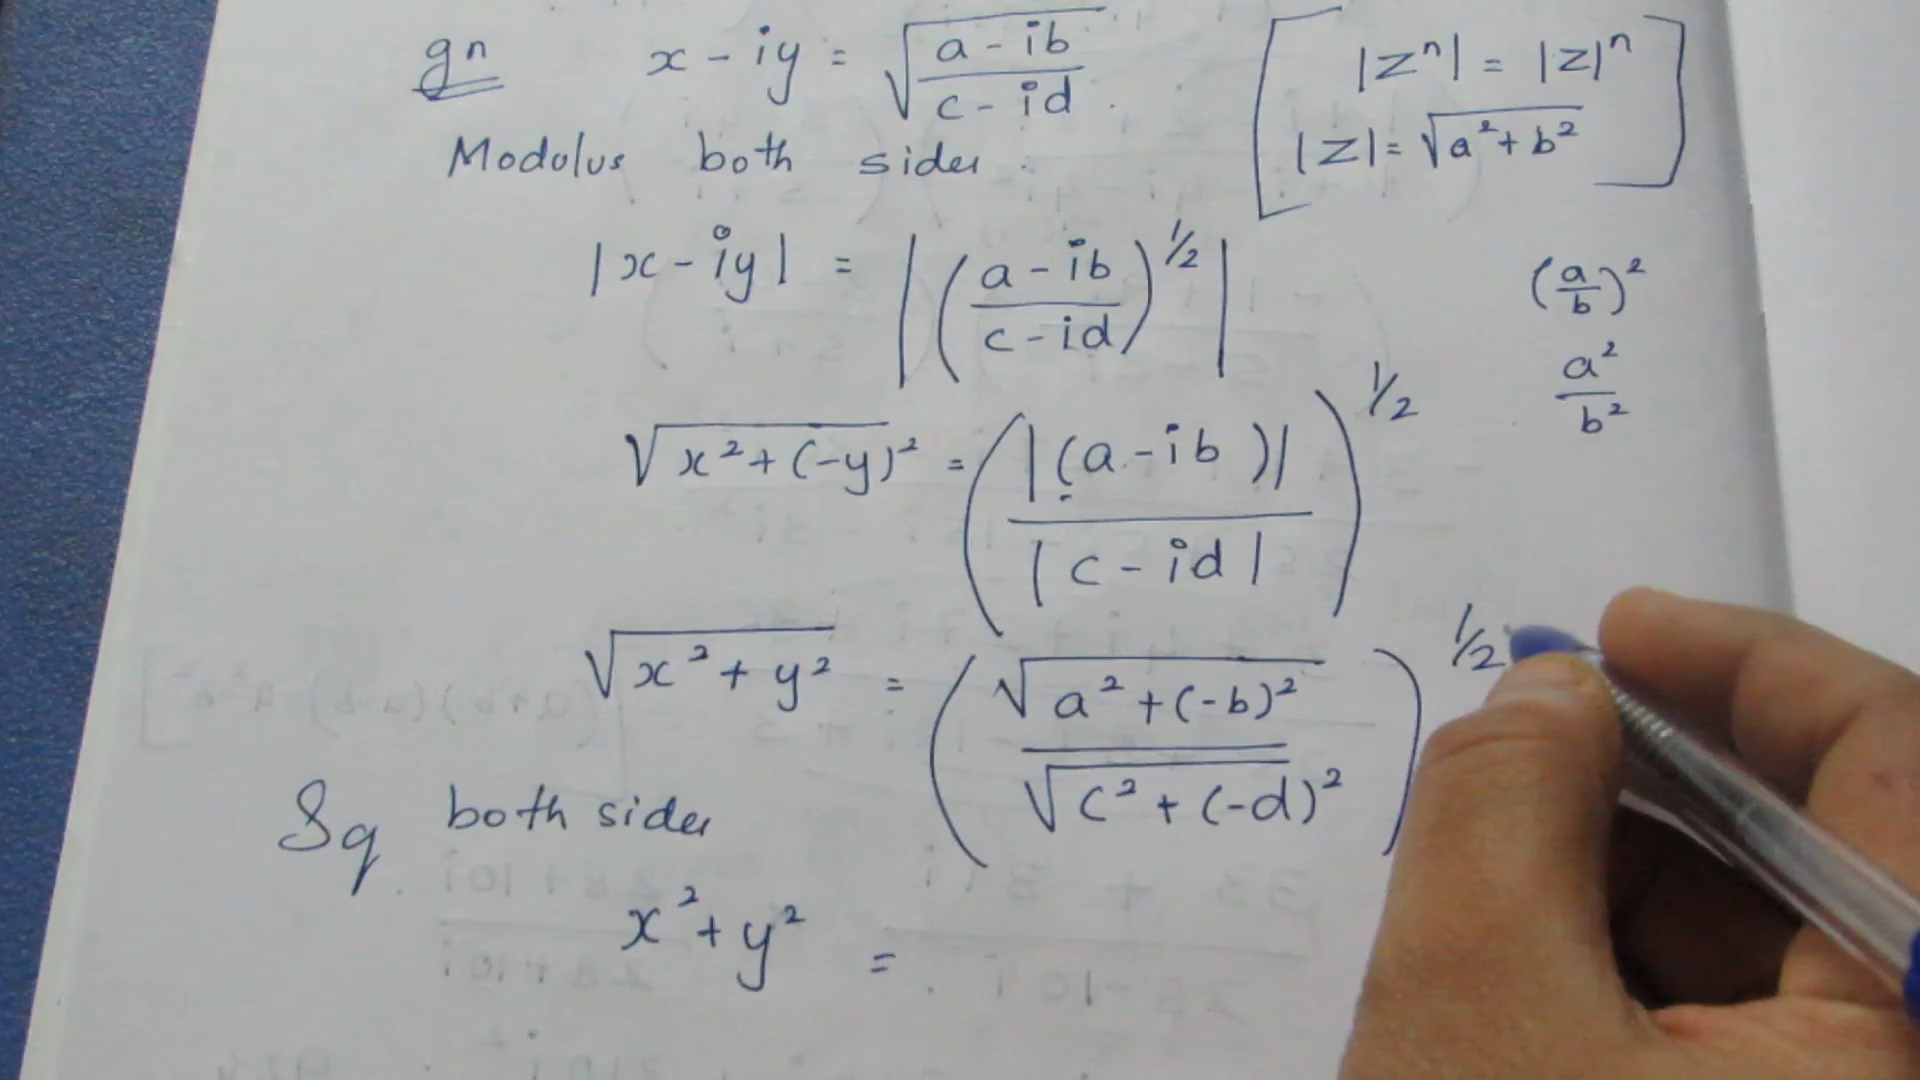 gn x - iy = √(a - ib / c - id) [ |Zⁿ| = |Z|ⁿ
Modulus both sides. |Z| = √a² + b² ]
|x - iy| = |(a - ib / c - id)^1/2| (a/b)²
a²/b²
√x² + (-y)² = (|(a - ib)| / |c - id|)^1/2
√x² + y² = (√a² + (-b)² / √c² + (-d)²)^1/2
Sq both sides
x² + y² =